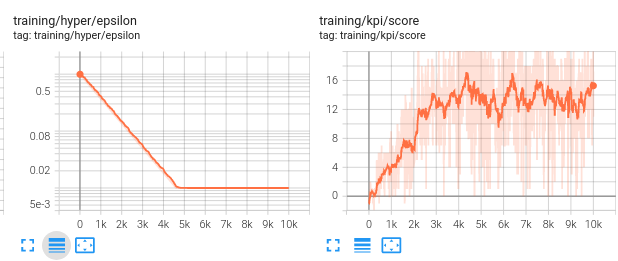 training/hyper/epsilon
tag: training/hyper/epsilon
0.5
0.08
0.02
5e-3
0 1k 2k 3k 4k 5k 6k 7k 8k 9k 10k
training/kpi/score
tag: training/kpi/score
16
12
8
4
0
0 1k 2k 3k 4k 5k 6k 7k 8k 9k 10k